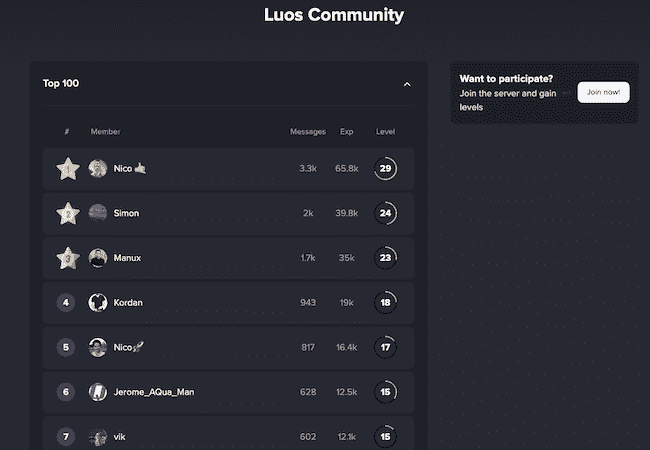 Luos Community
Top 100
Want to participate?
Join the server and gain levels
Join now!
# Member Messages Exp Level
1 Nico 🤙 3.3k 65.8k 29
2 Simon 2k 39.8k 24
3 Manux 1.7k 35k 23
4 Kordan 943 19k 18
5 Nico🚀 817 16.4k 17
6 Jerome_AQua_Man 628 12.5k 15
7 vik 602 12.1k 15